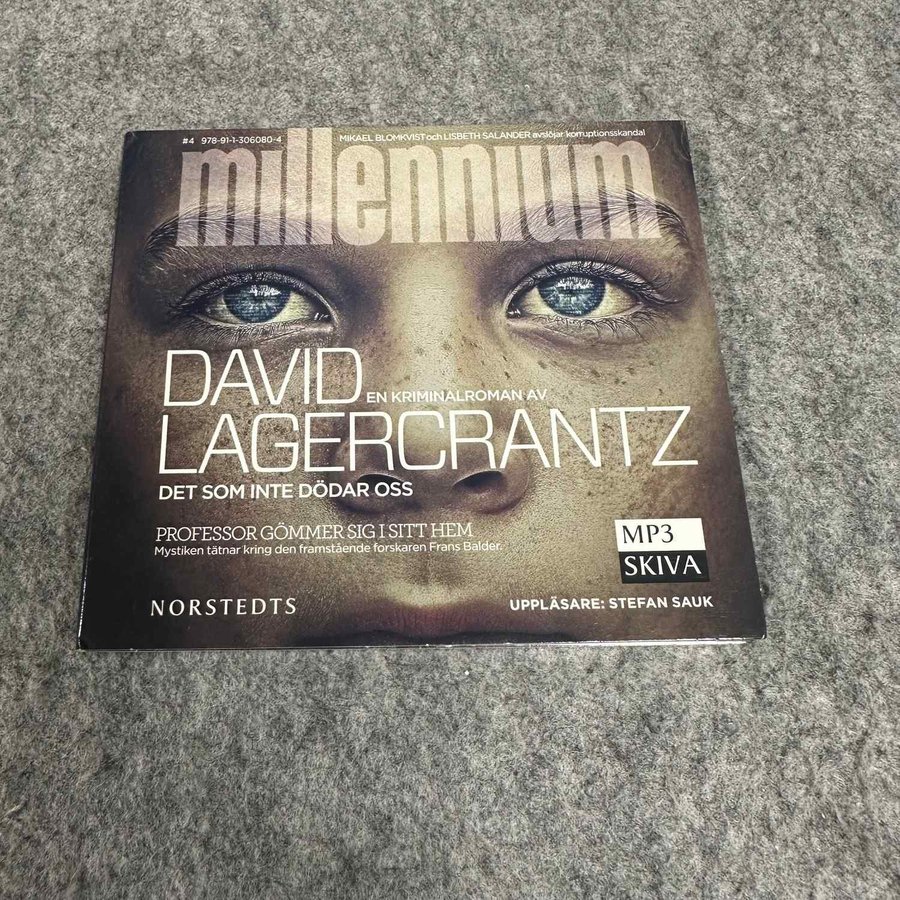 #4 978-91-1-306080-4
MIKAEL BLOMKVIST och LISBETH SALANDER avslöjar korruptionsskandal
millennium
DAVID
EN KRIMINALROMAN AV
LAGERCRANTZ
DET SOM INTE DÖDAR OSS
PROFESSOR GÖMMER SIG I SITT HEM
Mystiken tätnar kring den framstående forskaren Frans Balder.
MP3
SKIVA
NORSTEDTS
UPPLÄSARE: STEFAN SAUK